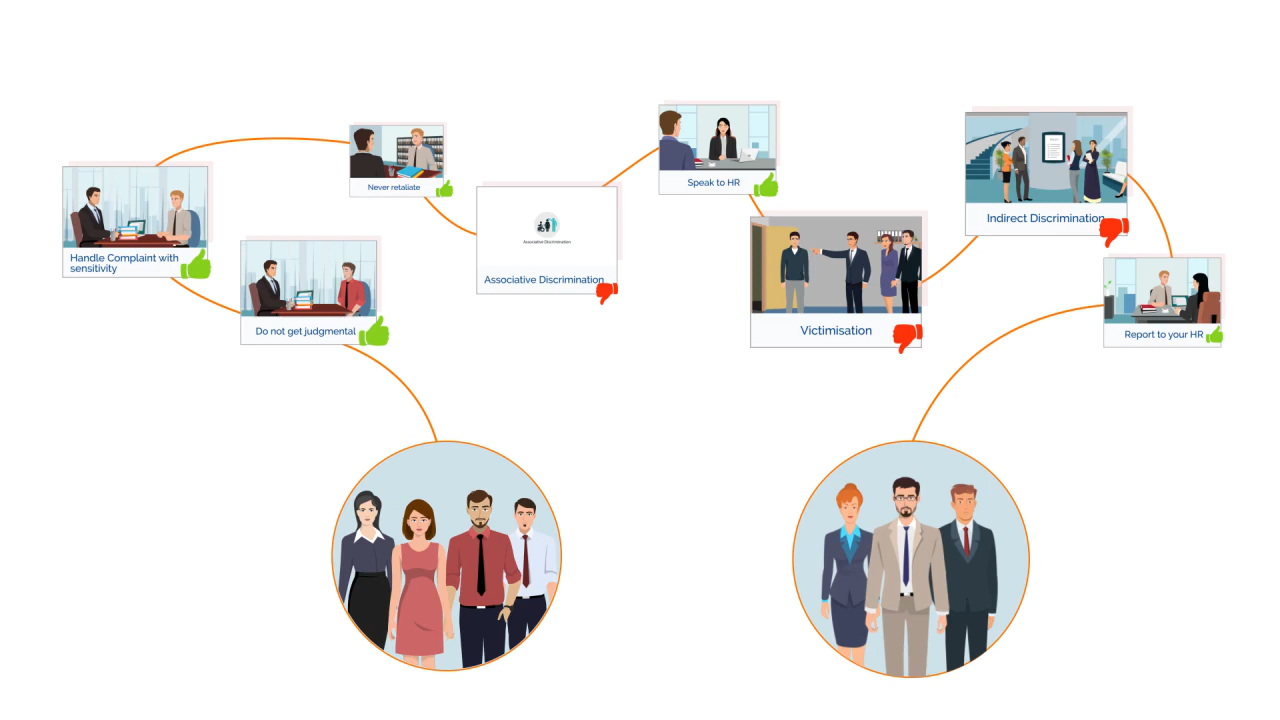 Handle Complaint with
sensitivity
Do not get judgmental
Never retaliate
Associative Discrimination
Associative Discrimination
Speak to HR
Victimisation
Indirect Discrimination
Report to your HR